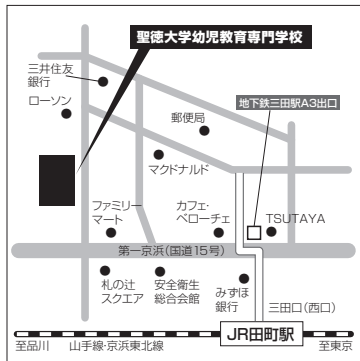 聖徳大学幼児教育専門学校
三井住友
銀行
ローソン
郵便局
地下鉄三田駅A3出口
マクドナルド
ファミリー
マート
カフェ・
ベローチェ
TSUTAYA
第一京浜(国道15号)
札の辻
スクエア
安全衛生
総合会館
みずほ
銀行
三田口(西口)
JR田町駅
至品川
山手線・京浜東北線
至東京